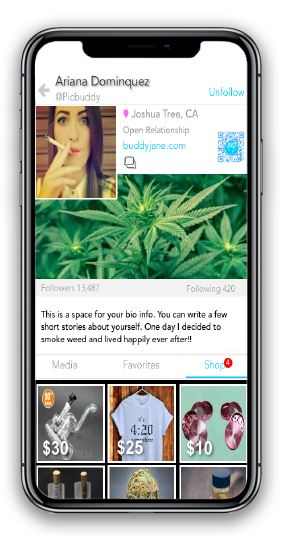 Ariana Dominquez
@Picbuddy
Unfollow
Joshua Tree, CA
Open Relationship
buddyjane.com
Followers 13,487
Following 420
This is a space for your bio info. You can write a few
short stories about yourself. One day I decided to
smoke weed and lived happily ever after!!
Media
Favorites
Shop
4
it's
4:20
somewhere
$30
$25
$10